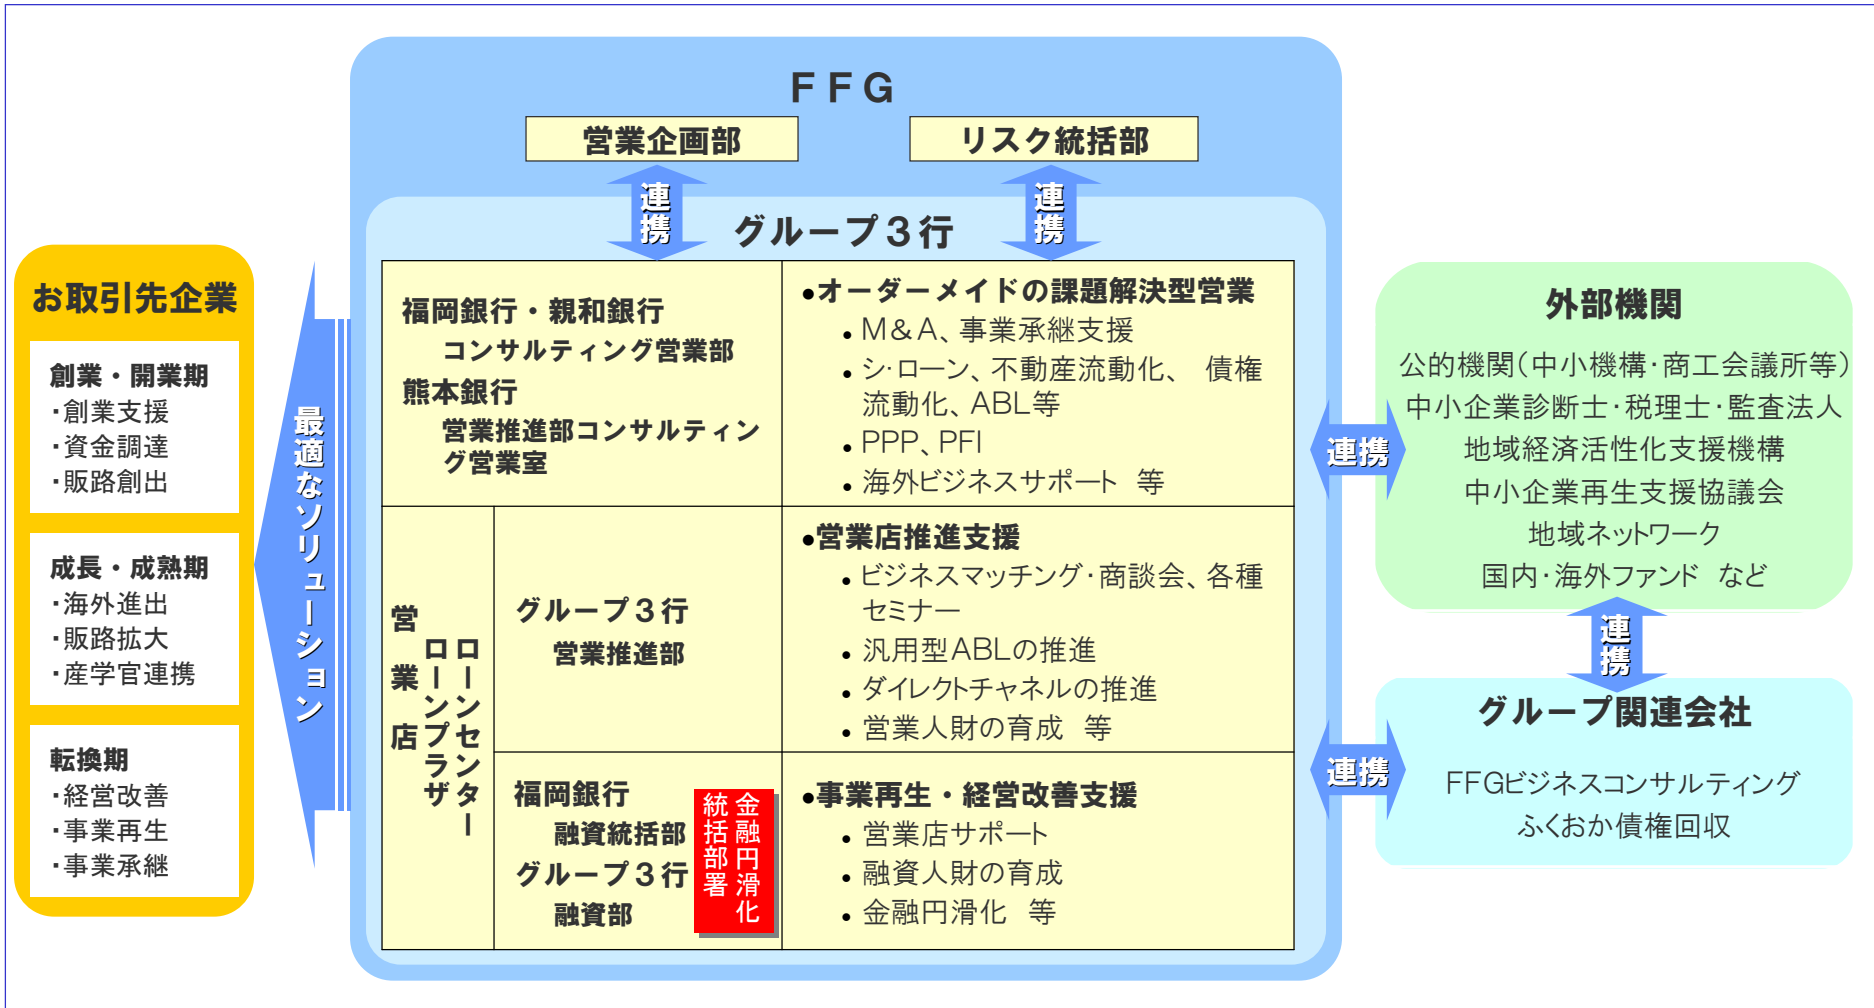 FFG
営業企画部
リスク統括部
連携
連携
グループ3行
お取引先企業
創業・開業期
・創業支援
・資金調達
・販路創出
成長・成熟期
・海外進出
・販路拡大
・産学官連携
転換期
・経営改善
・事業再生
・事業承継
最適なソリューション
福岡銀行・親和銀行
コンサルティング営業部
熊本銀行
営業推進部コンサルティン
グ営業室
●オーダーメイドの課題解決型営業
• M&A、事業承継支援
• シ・ローン、不動産流動化、 債権
流動化、ABL等
• PPP、PFI
• 海外ビジネスサポート 等
営業店
ローンセンター
ローンプラザ
グループ3行
営業推進部
●営業店推進支援
• ビジネスマッチング・商談会、各種
セミナー
• 汎用型ABLの推進
• ダイレクトチャネルの推進
• 営業人財の育成 等
福岡銀行
融資統括部
グループ3行
融資部
金融円滑化
統括部署
●事業再生・経営改善支援
• 営業店サポート
• 融資人財の育成
• 金融円滑化 等
連携
外部機関
公的機関(中小機構・商工会議所等)
中小企業診断士・税理士・監査法人
地域経済活性化支援機構
中小企業再生支援協議会
地域ネットワーク
国内・海外ファンド など
連携
連携
グループ関連会社
FFGビジネスコンサルティング
ふくおか債権回収